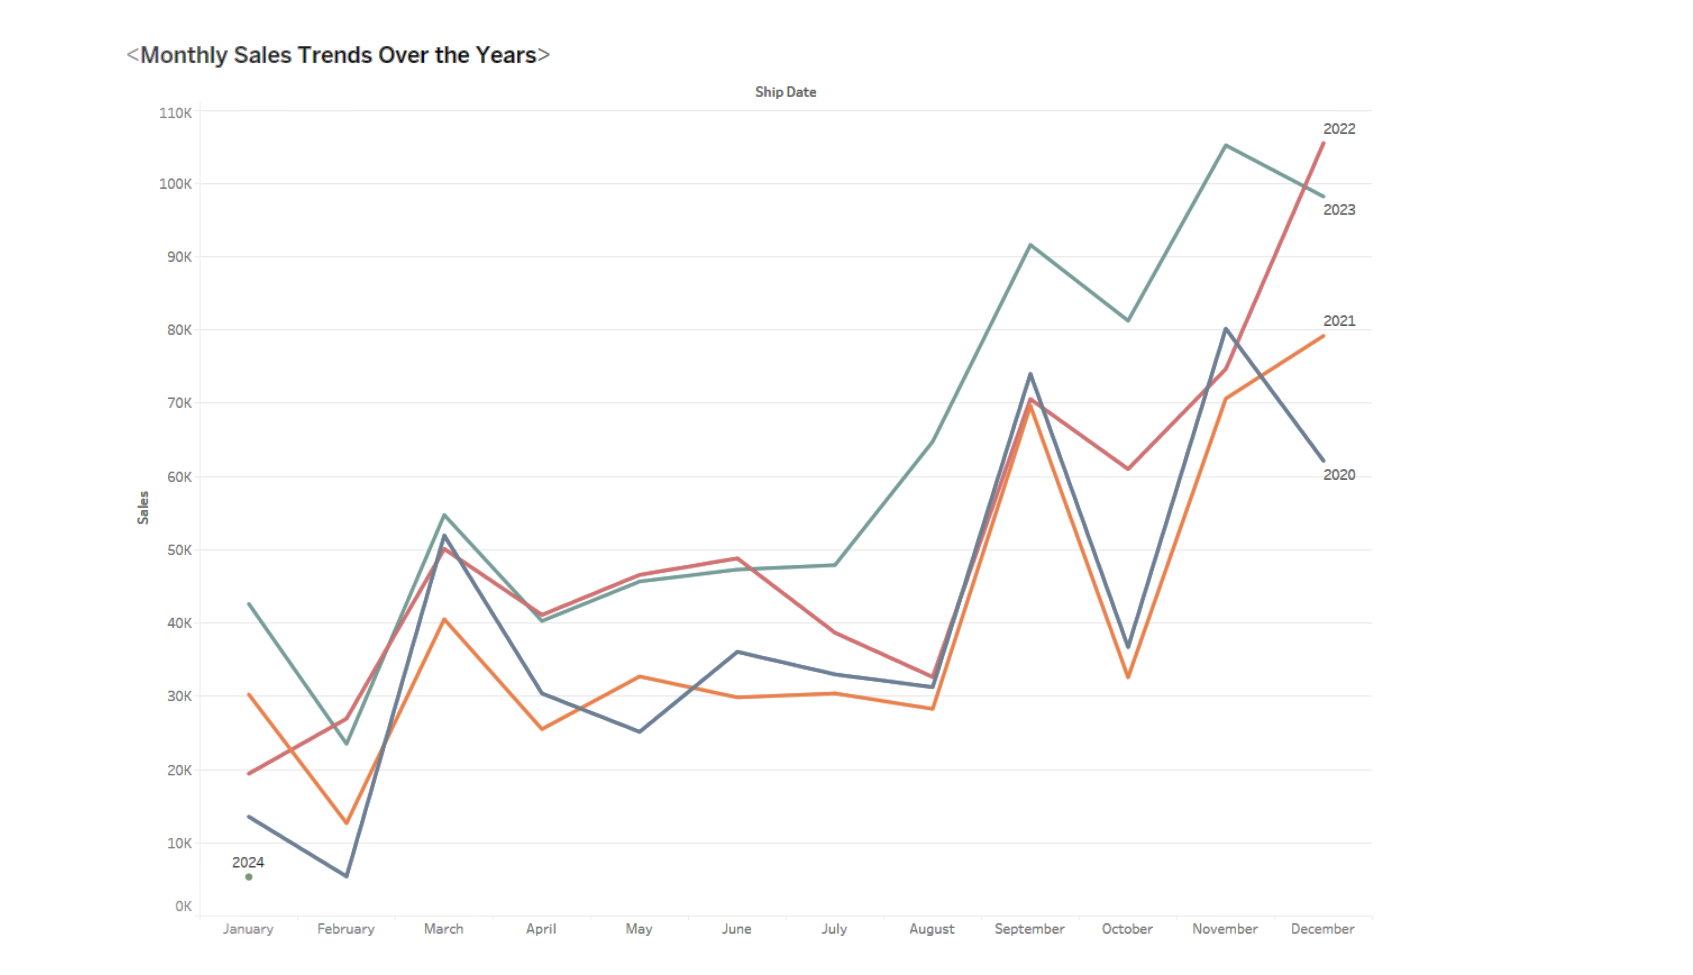 <Monthly Sales Trends Over the Years>
Ship Date
110K
100K
90K
80K
70K
60K
50K
40K
30K
20K
10K
0K
Sales
2022
2023
2021
2020
2024
January February March April May June July August September October November December